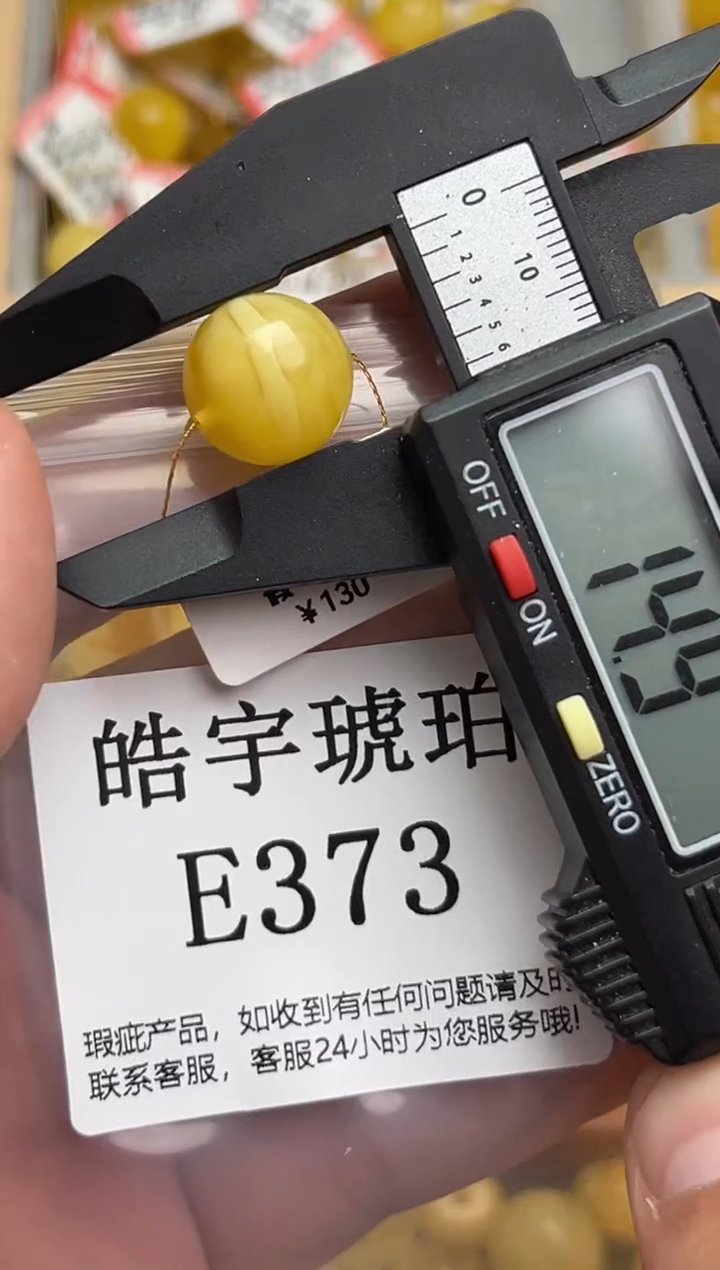 0
10
1
2
3
4
5
6
OFF
ON
ZERO
¥130
皓宇琥珀
E373
瑕疵产品，如收到有任何问题请及时
联系客服，客服24小时为您服务哦!